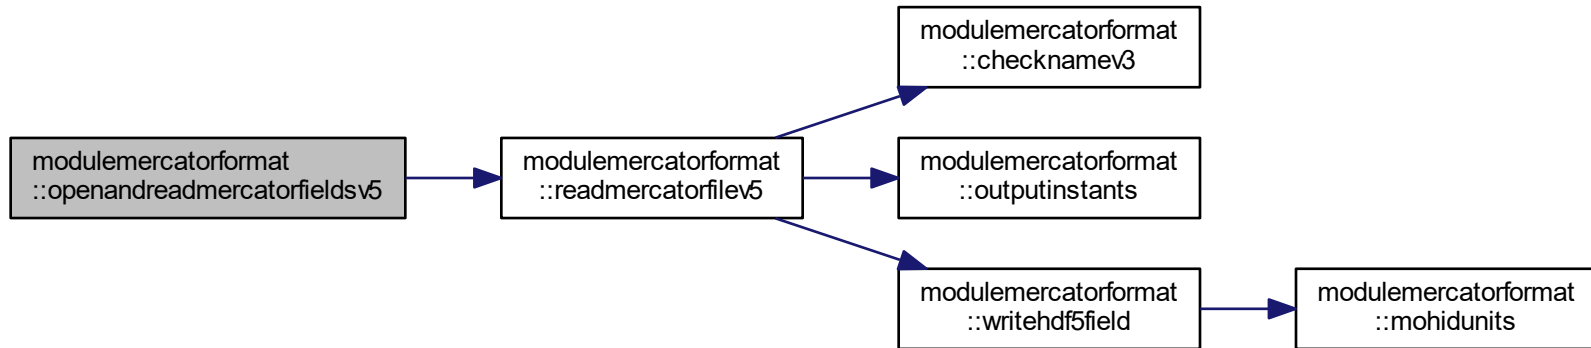 modulemercatorformat
::openandreadmercatorfieldsv5
modulemercatorformat
::readmercatorfilev5
modulemercatorformat
::checknamev3
modulemercatorformat
::outputinstants
modulemercatorformat
::writehdf5field
modulemercatorformat
::mohidunits